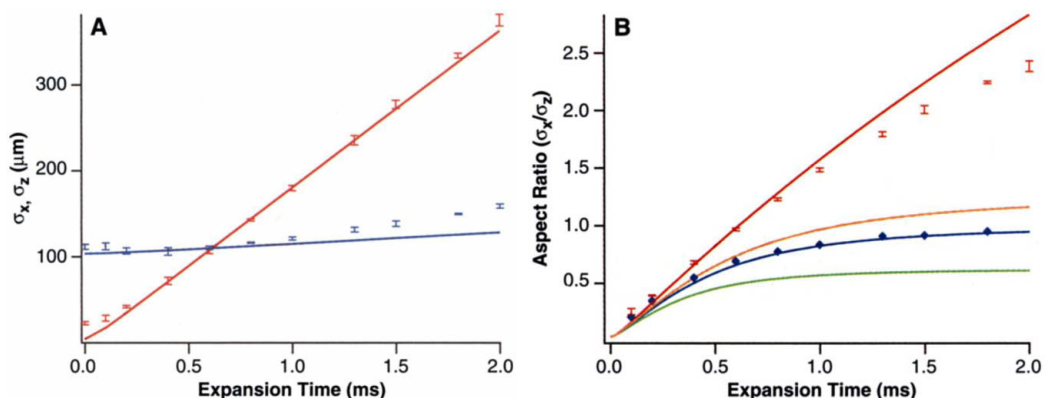 A
σx, σz (μm)
300
200
100
0.0 0.5 1.0 1.5 2.0
Expansion Time (ms)
B
Aspect Ratio (σx/σz)
2.5
2.0
1.5
1.0
0.5
0.0 0.5 1.0 1.5 2.0
Expansion Time (ms)